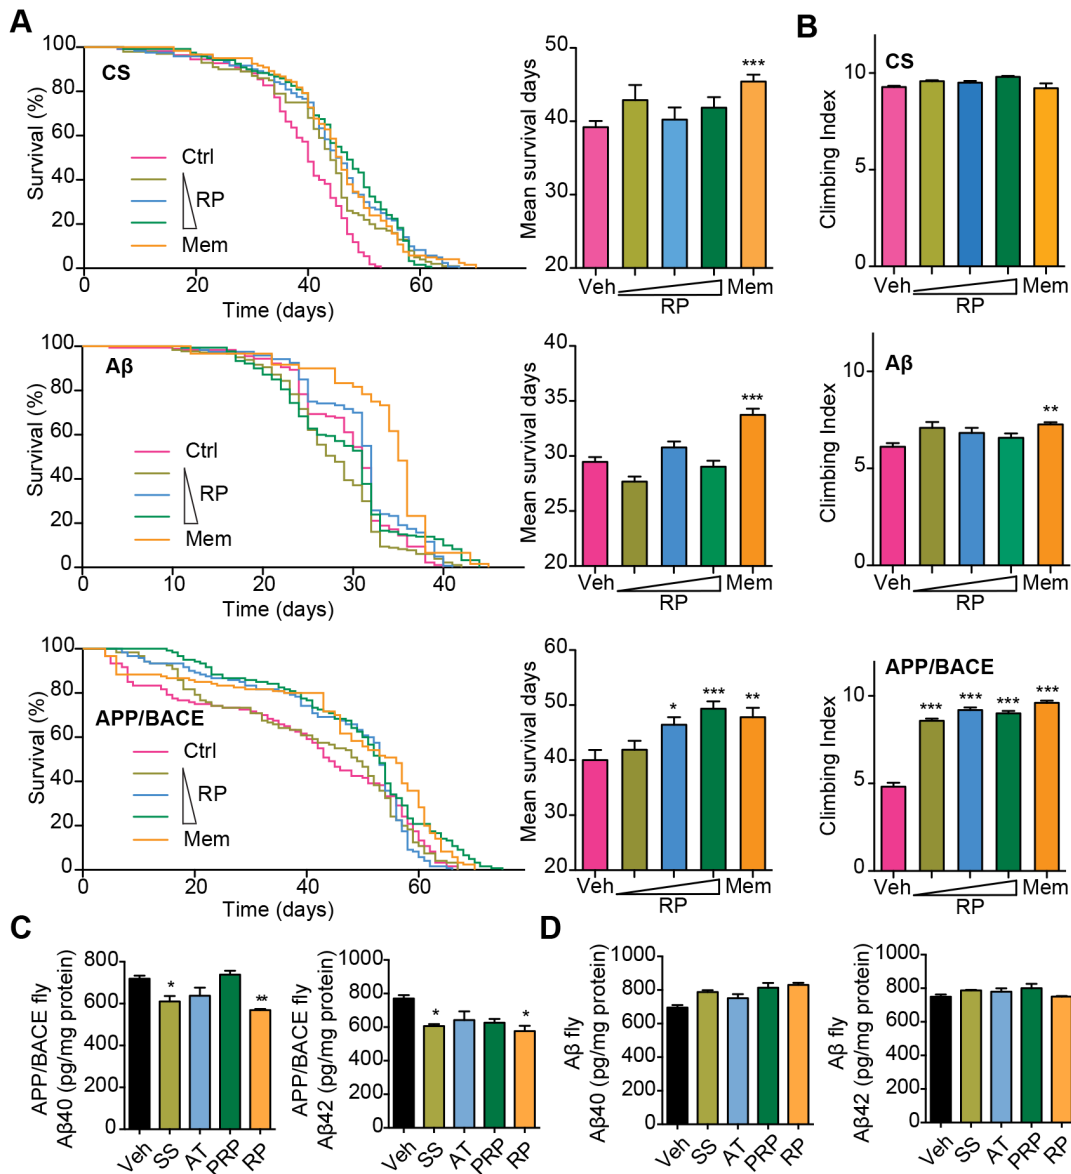 A
B
100
80
60
40
20
0
Survival (%)
CS
Ctrl
RP
Mem
0
20
40
60
Time (days)
50
40
30
20
Mean survival days
***
Veh
Mem
RP
10
5
0
Climbing Index
CS
Veh
Mem
RP
100
80
60
40
20
0
Survival (%)
Aβ
Ctrl
RP
Mem
0
10
20
30
40
Time (days)
40
35
30
25
20
Mean survival days
***
Veh
Mem
RP
10
5
0
Climbing Index
Aβ
**
Veh
Mem
RP
100
80
60
40
20
0
Survival (%)
APP/BACE
Ctrl
RP
Mem
0
20
40
60
Time (days)
60
50
40
30
20
Mean survival days
*
***
**
Veh
Mem
RP
APP/BACE
10
5
0
Climbing Index
***
***
***
***
Veh
Mem
RP
C
APP/BACE fly
Aβ40 (pg/mg protein)
800
600
400
200
0
*
**
Veh
SS
AT
PRP
RP
APP/BACE fly
Aβ42 (pg/mg protein)
1000
800
600
400
200
0
*
*
Veh
SS
AT
PRP
RP
D
Aβ fly
Aβ40 (pg/mg protein)
1000
800
600
400
200
0
Veh
SS
AT
PRP
RP
Aβ fly
Aβ42 (pg/mg protein)
1000
800
600
400
200
0
Veh
SS
AT
PRP
RP